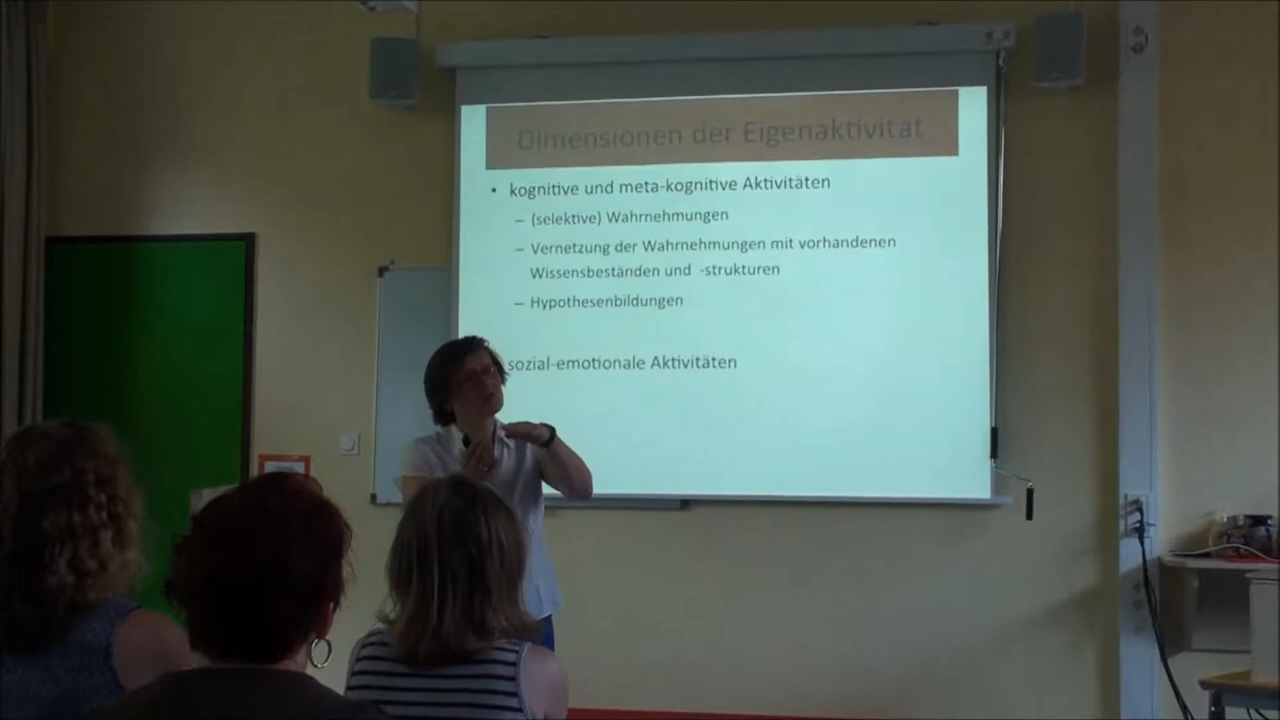 Dimensionen der Eigenaktivität
• kognitive und meta-kognitive Aktivitäten
– (selektive) Wahrnehmungen
– Vernetzung der Wahrnehmungen mit vorhandenen
Wissensbeständen und -strukturen
– Hypothesenbildungen
sozial-emotionale Aktivitäten